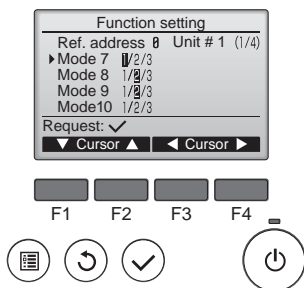 Function setting
Ref. address 0 Unit # 1 (1/4)
Mode 7 1/2/3
Mode 8 1/2/3
Mode 9 1/2/3
Mode10 1/2/3
Request: ✓
▼ Cursor ▲ ◀ Cursor ▶
F1 F2 F3 F4